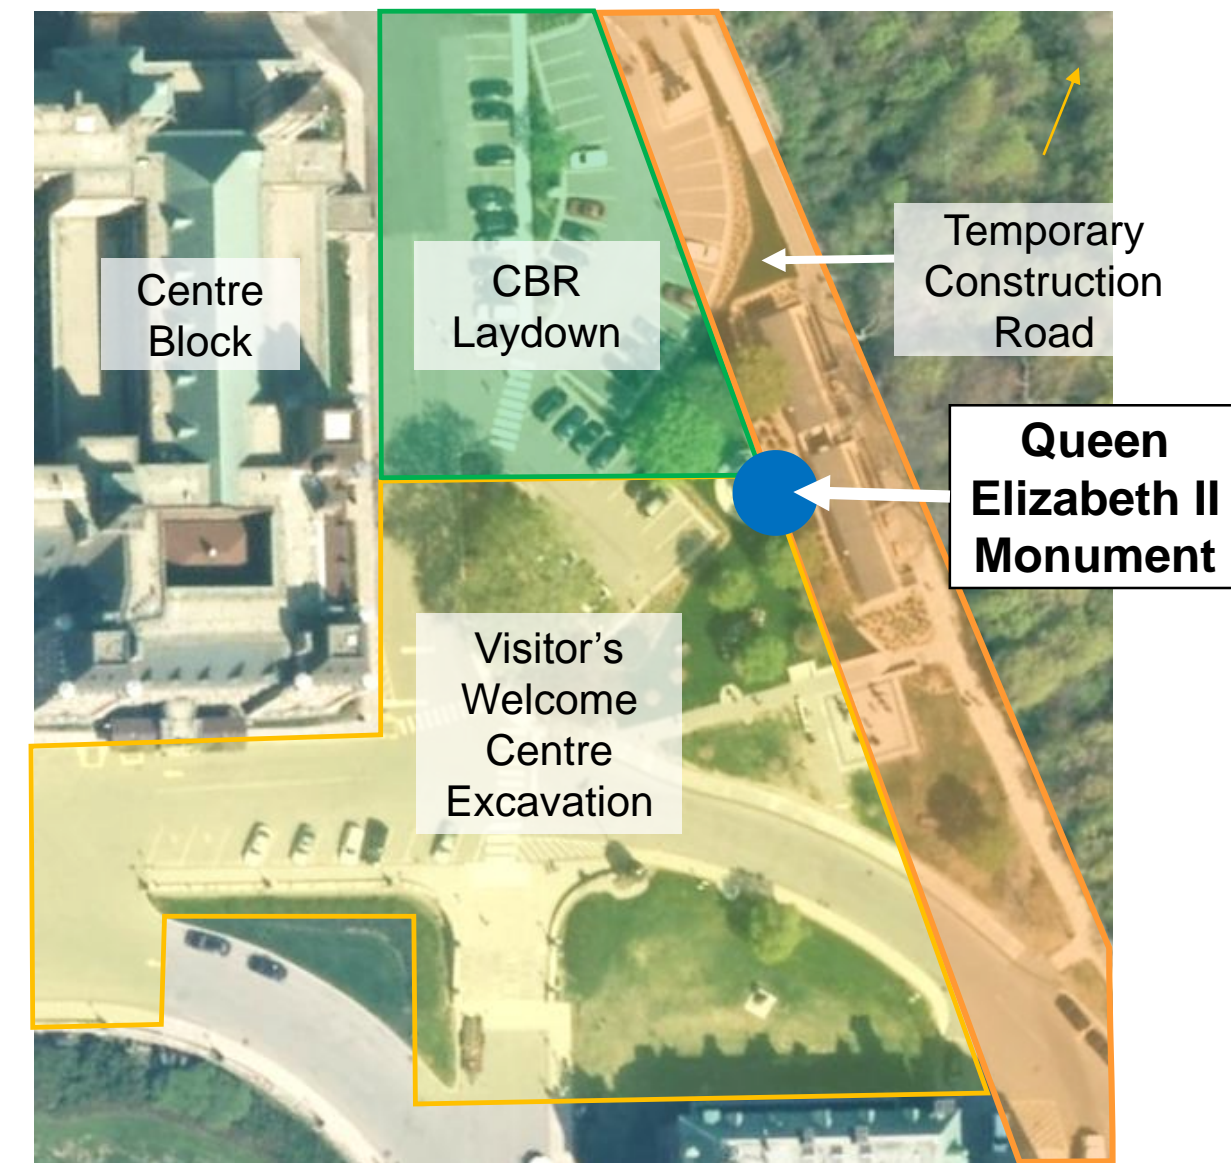 Centre
Block
CBR
Laydown
Temporary
Construction
Road
Queen
Elizabeth II
Monument
Visitor’s
Welcome
Centre
Excavation